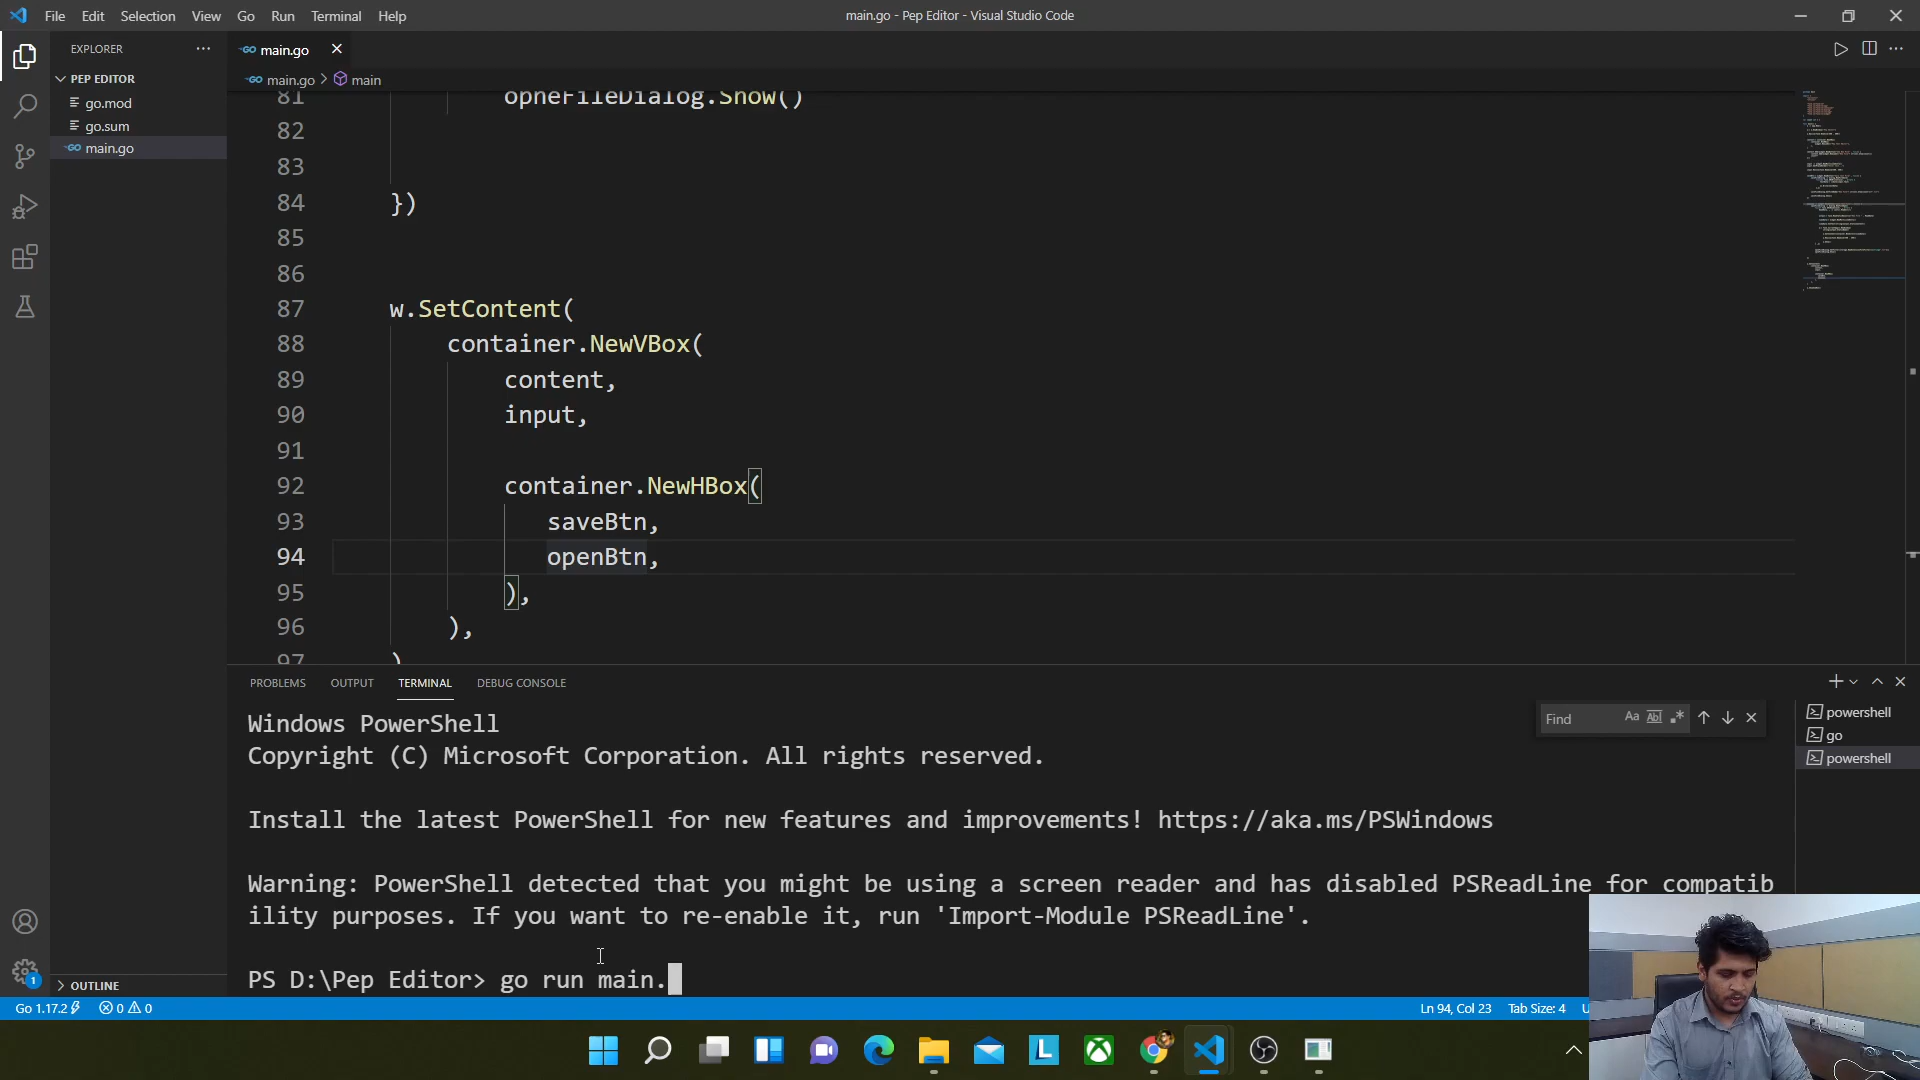 File Edit Selection View Go Run Terminal Help
main.go - Pep Editor - Visual Studio Code
EXPLORER
PEP EDITOR
go.mod
go.sum
main.go
main.go
main.go > main
81 opneFileDialog.Show()
82
83
84 })
85
86
87 w.SetContent(
88 container.NewVBox(
89 content,
90 input,
91
92 container.NewHBox(
93 saveBtn,
94 openBtn,
95 ),
96 ),
97 )
PROBLEMS OUTPUT TERMINAL DEBUG CONSOLE
Windows PowerShell
Copyright (C) Microsoft Corporation. All rights reserved.
Install the latest PowerShell for new features and improvements! https://aka.ms/PSWindows
Warning: PowerShell detected that you might be using a screen reader and has disabled PSReadLine for compatib
ility purposes. If you want to re-enable it, run 'Import-Module PSReadLine'.
PS D:\Pep Editor> go run main.
Find
powershell
go
powershell
OUTLINE
1
Go 1.17.2 0 0 Ln 94, Col 23 Tab Size: 4
L